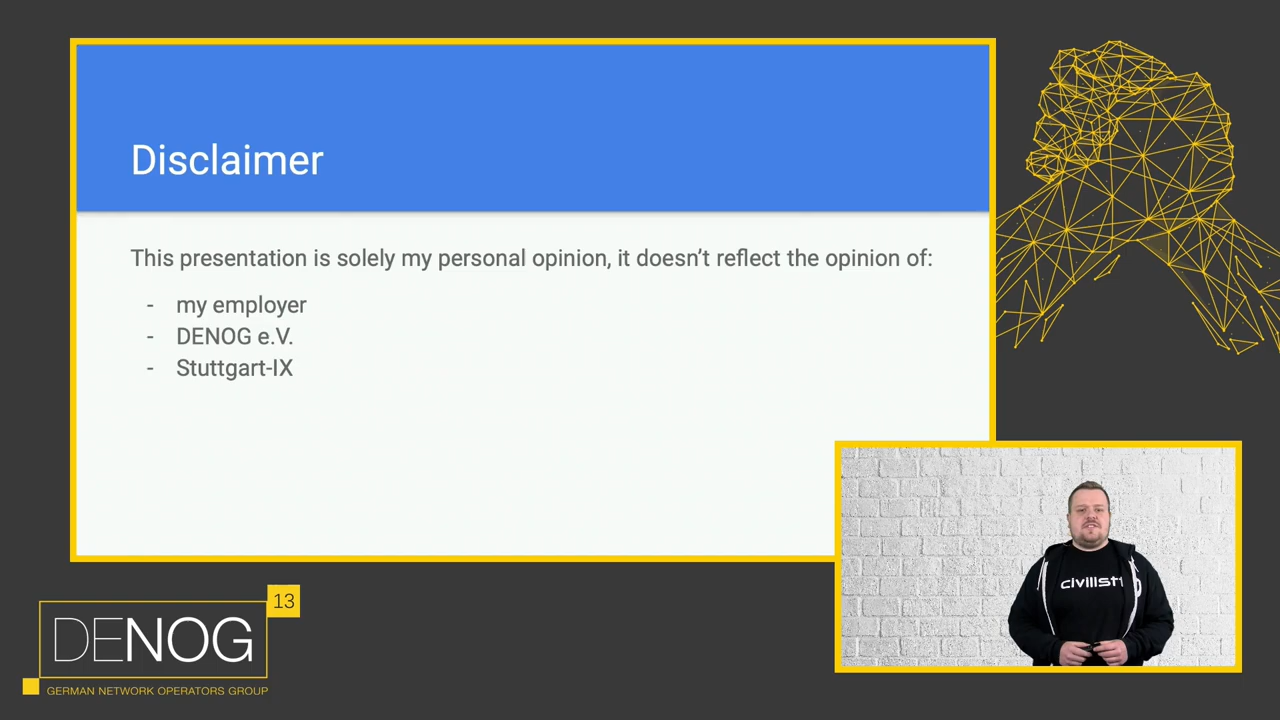 Disclaimer
This presentation is solely my personal opinion, it doesn't reflect the opinion of:
- my employer
- DENOG e.V.
- Stuttgart-IX
civilist
13
DENOG
GERMAN NETWORK OPERATORS GROUP